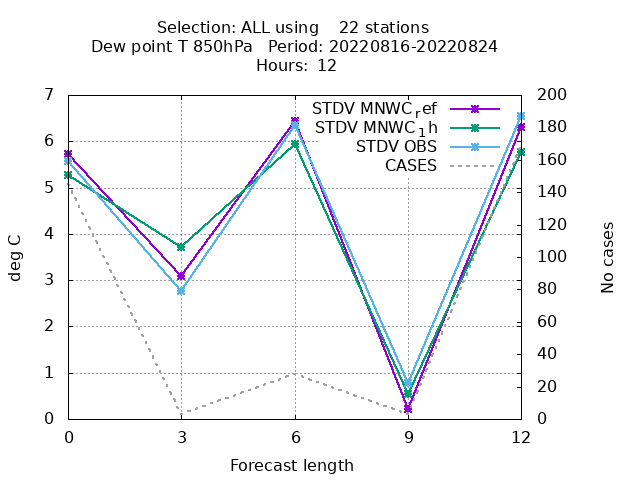 Selection: ALL using    22 stations
Dew point T 850hPa   Period: 20220816-20220824
Hours: 12
STDV MNWCref
STDV MNWC1h
STDV OBS
CASES
7
6
5
4
3
2
1
0
200
180
160
140
120
100
80
60
40
20
0
deg C
No cases
0
3
6
9
12
Forecast length